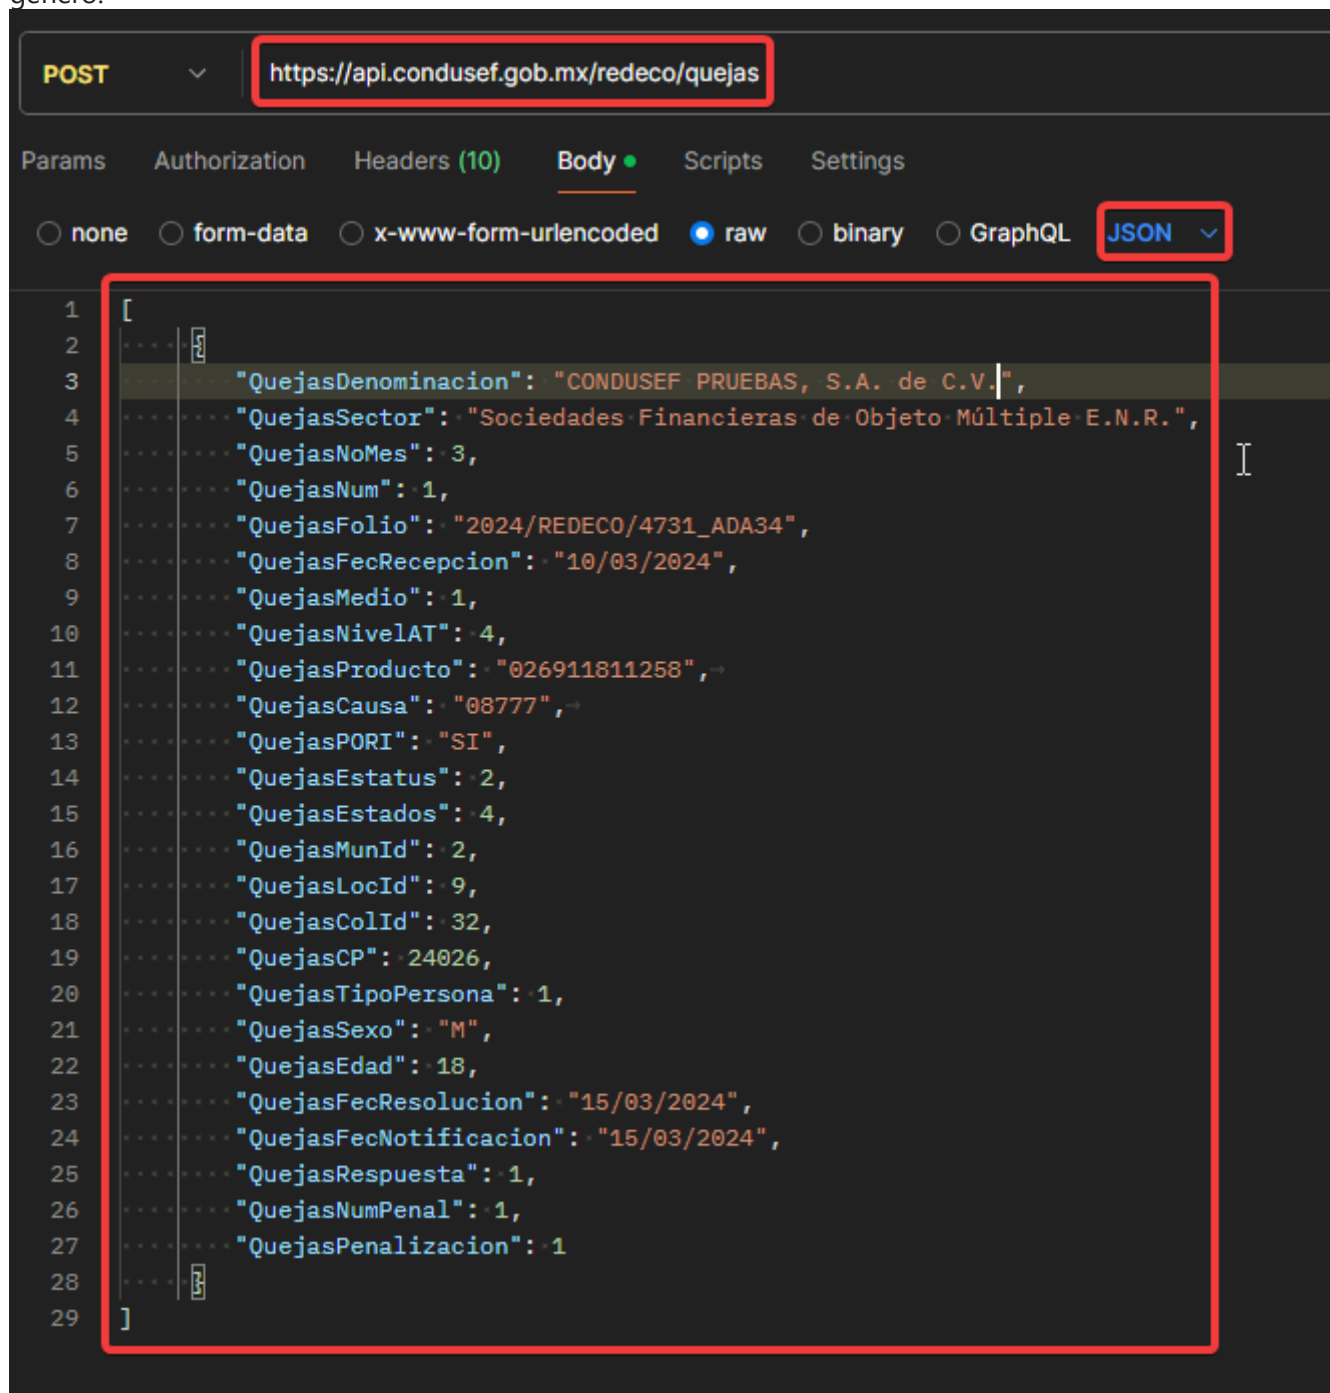 género.
POST
https://api.condusef.gob.mx/redeco/quejas
Params Authorization Headers (10) Body Scripts Settings
none form-data x-www-form-urlencoded raw binary GraphQL JSON
1 [
2 {
3 "QuejasDenominacion": "CONDUSEF PRUEBAS, S.A. de C.V.",
4 "QuejasSector": "Sociedades Financieras de Objeto Múltiple E.N.R.",
5 "QuejasNoMes": 3,
6 "QuejasNum": 1,
7 "QuejasFolio": "2024/REDECO/4731_ADA34",
8 "QuejasFecRecepcion": "10/03/2024",
9 "QuejasMedio": 1,
10 "QuejasNivelAT": 4,
11 "QuejasProducto": "026911811258",
12 "QuejasCausa": "08777",
13 "QuejasPORI": "SI",
14 "QuejasEstatus": 2,
15 "QuejasEstados": 4,
16 "QuejasMunId": 2,
17 "QuejasLocId": 9,
18 "QuejasColId": 32,
19 "QuejasCP": 24026,
20 "QuejasTipoPersona": 1,
21 "QuejasSexo": "M",
22 "QuejasEdad": 18,
23 "QuejasFecResolucion": "15/03/2024",
24 "QuejasFecNotificacion": "15/03/2024",
25 "QuejasRespuesta": 1,
26 "QuejasNumPenal": 1,
27 "QuejasPenalizacion": 1
28 }
29 ]